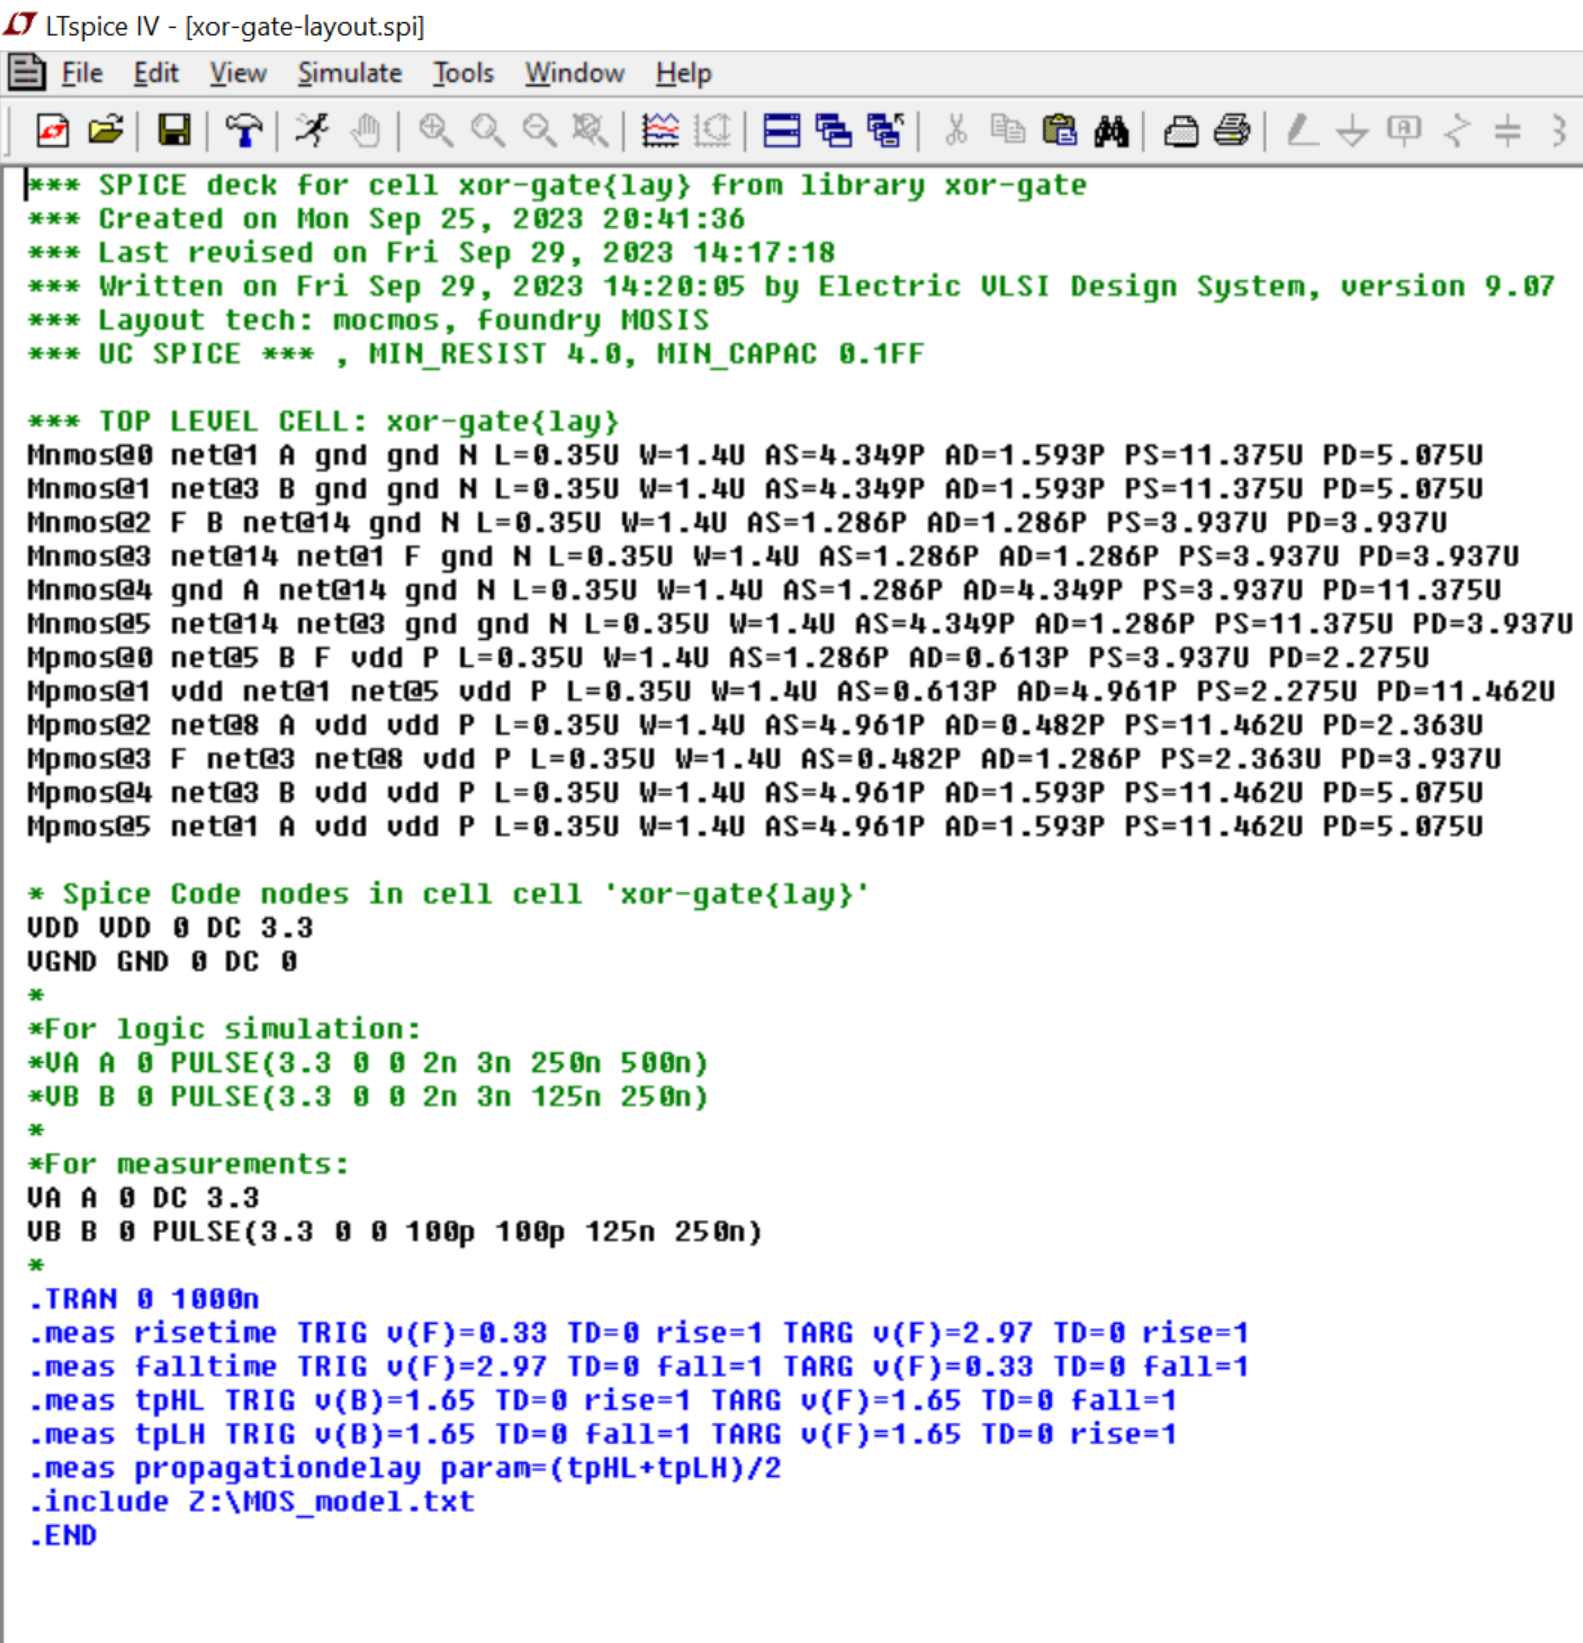 LTspice IV - [xor-gate-layout.spi]
File Edit View Simulate Tools Window Help
*** SPICE deck for cell xor-gate{lay} from library xor-gate
*** Created on Mon Sep 25, 2023 20:41:36
*** Last revised on Fri Sep 29, 2023 14:17:18
*** Written on Fri Sep 29, 2023 14:20:05 by Electric VLSI Design System, version 9.07
*** Layout tech: mocmos, foundry MOSIS
*** UC SPICE *** , MIN_RESIST 4.0, MIN_CAPAC 0.1FF
*** TOP LEVEL CELL: xor-gate{lay}
Mnmos@0 net@1 A gnd gnd N L=0.35U W=1.4U AS=4.349P AD=1.593P PS=11.375U PD=5.075U
Mnmos@1 net@3 B gnd gnd N L=0.35U W=1.4U AS=4.349P AD=1.593P PS=11.375U PD=5.075U
Mnmos@2 F B net@14 gnd N L=0.35U W=1.4U AS=1.286P AD=1.286P PS=3.937U PD=3.937U
Mnmos@3 net@14 net@1 F gnd N L=0.35U W=1.4U AS=1.286P AD=1.286P PS=3.937U PD=3.937U
Mnmos@4 gnd A net@14 gnd N L=0.35U W=1.4U AS=1.286P AD=4.349P PS=3.937U PD=11.375U
Mnmos@5 net@14 net@3 gnd gnd N L=0.35U W=1.4U AS=4.349P AD=1.286P PS=11.375U PD=3.937U
Mpmos@0 net@5 B F vdd P L=0.35U W=1.4U AS=1.286P AD=0.613P PS=3.937U PD=2.275U
Mpmos@1 vdd net@1 net@5 vdd P L=0.35U W=1.4U AS=0.613P AD=4.961P PS=2.275U PD=11.462U
Mpmos@2 net@8 A vdd vdd P L=0.35U W=1.4U AS=4.961P AD=0.482P PS=11.462U PD=2.363U
Mpmos@3 F net@3 net@8 vdd P L=0.35U W=1.4U AS=0.482P AD=1.286P PS=2.363U PD=3.937U
Mpmos@4 net@3 B vdd vdd P L=0.35U W=1.4U AS=4.961P AD=1.593P PS=11.462U PD=5.075U
Mpmos@5 net@1 A vdd vdd P L=0.35U W=1.4U AS=4.961P AD=1.593P PS=11.462U PD=5.075U
* Spice Code nodes in cell cell 'xor-gate{lay}'
VDD VDD 0 DC 3.3
VGND GND 0 DC 0
*
*For logic simulation:
*VA A 0 PULSE(3.3 0 0 2n 3n 250n 500n)
*VB B 0 PULSE(3.3 0 0 2n 3n 125n 250n)
*
*For measurements:
VA A 0 DC 3.3
VB B 0 PULSE(3.3 0 0 100p 100p 125n 250n)
*
.TRAN 0 1000n
.meas risetime TRIG v(F)=0.33 TD=0 rise=1 TARG v(F)=2.97 TD=0 rise=1
.meas falltime TRIG v(F)=2.97 TD=0 fall=1 TARG v(F)=0.33 TD=0 fall=1
.meas tpHL TRIG v(B)=1.65 TD=0 rise=1 TARG v(F)=1.65 TD=0 fall=1
.meas tpLH TRIG v(B)=1.65 TD=0 fall=1 TARG v(F)=1.65 TD=0 rise=1
.meas propagationdelay param=(tpHL+tpLH)/2
.include Z:\MOS_model.txt
.END